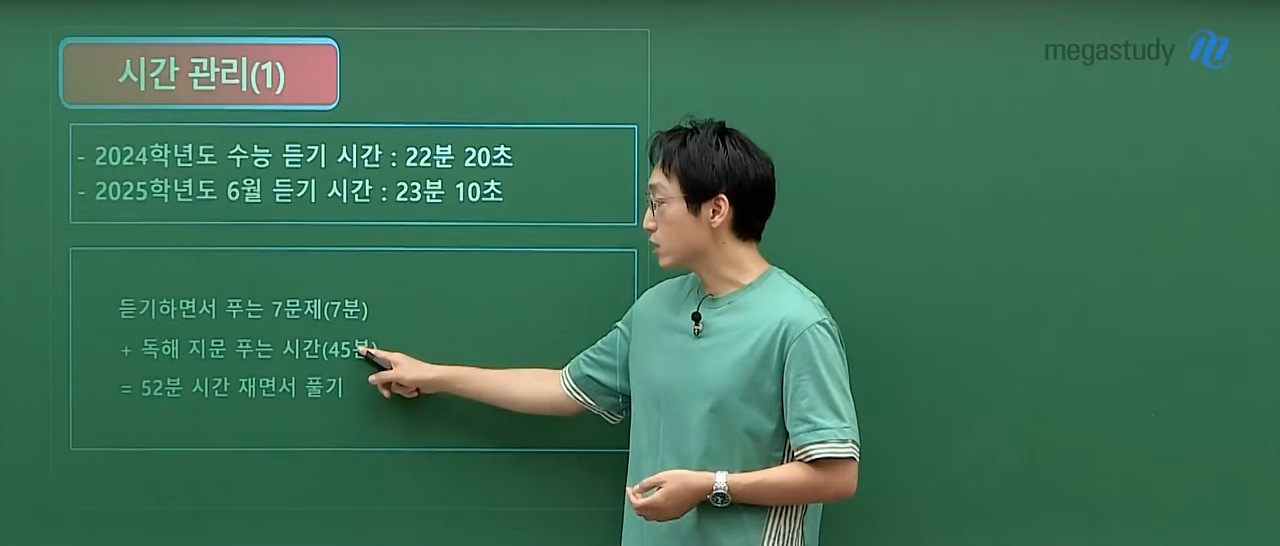 시간 관리(1)
megastudy
- 2024학년도 수능 듣기 시간 : 22분 20초
- 2025학년도 6월 듣기 시간 : 23분 10초
듣기하면서 푸는 7문제(7분)
+ 독해 지문 푸는 시간(45분)
= 52분 시간 재면서 풀기